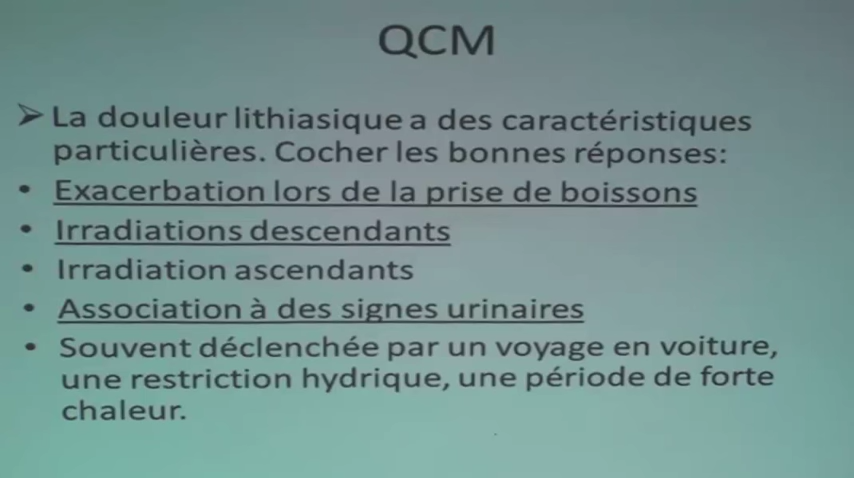 QCM
➢ La douleur lithiasique a des caractéristiques
particulières. Cocher les bonnes réponses:
• Exacerbation lors de la prise de boissons
• Irradiations descendants
• Irradiation ascendants
• Association à des signes urinaires
• Souvent déclenchée par un voyage en voiture,
une restriction hydrique, une période de forte
chaleur.